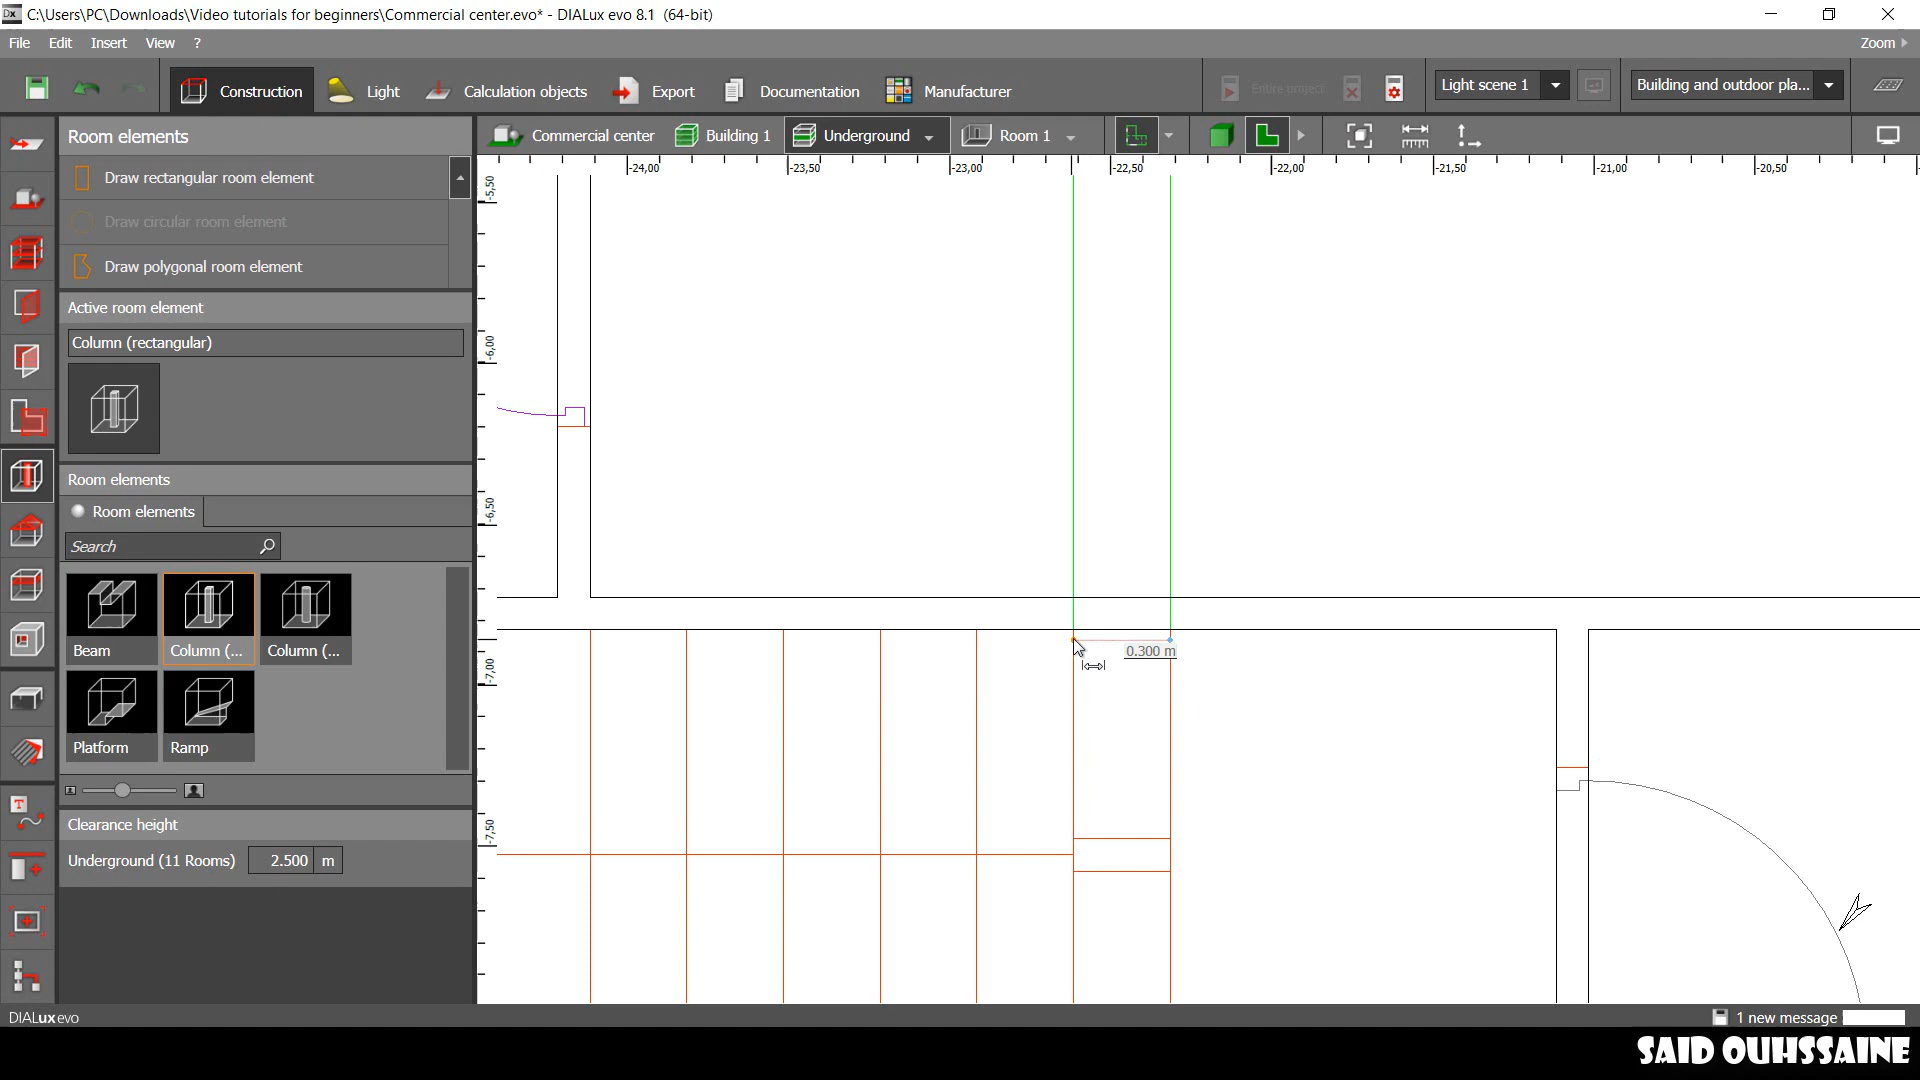 C:\Users\PC\Downloads\Video tutorials for beginners\Commercial center.evo* - DIALux evo 8.1 (64-bit)
File Edit Insert View ? Zoom
Construction Light Calculation objects Export Documentation Manufacturer Entire project Light scene 1 Building and outdoor pla...
Room elements
Commercial center Building 1 Underground Room 1
Draw rectangular room element
Draw circular room element
Draw polygonal room element
-24,00 -23,50 -23,00 -22,50 -22,00 -21,50 -21,00 -20,50
-5,50
-6,00
-6,50
-7,00
-7,50
Active room element
Column (rectangular)
Room elements
Room elements
Search
Beam Column (... Column (...
Platform Ramp
0.300 m
Clearance height
Underground (11 Rooms) 2.500 m
DIALux evo
1 new message
SAID OUHSSAINE